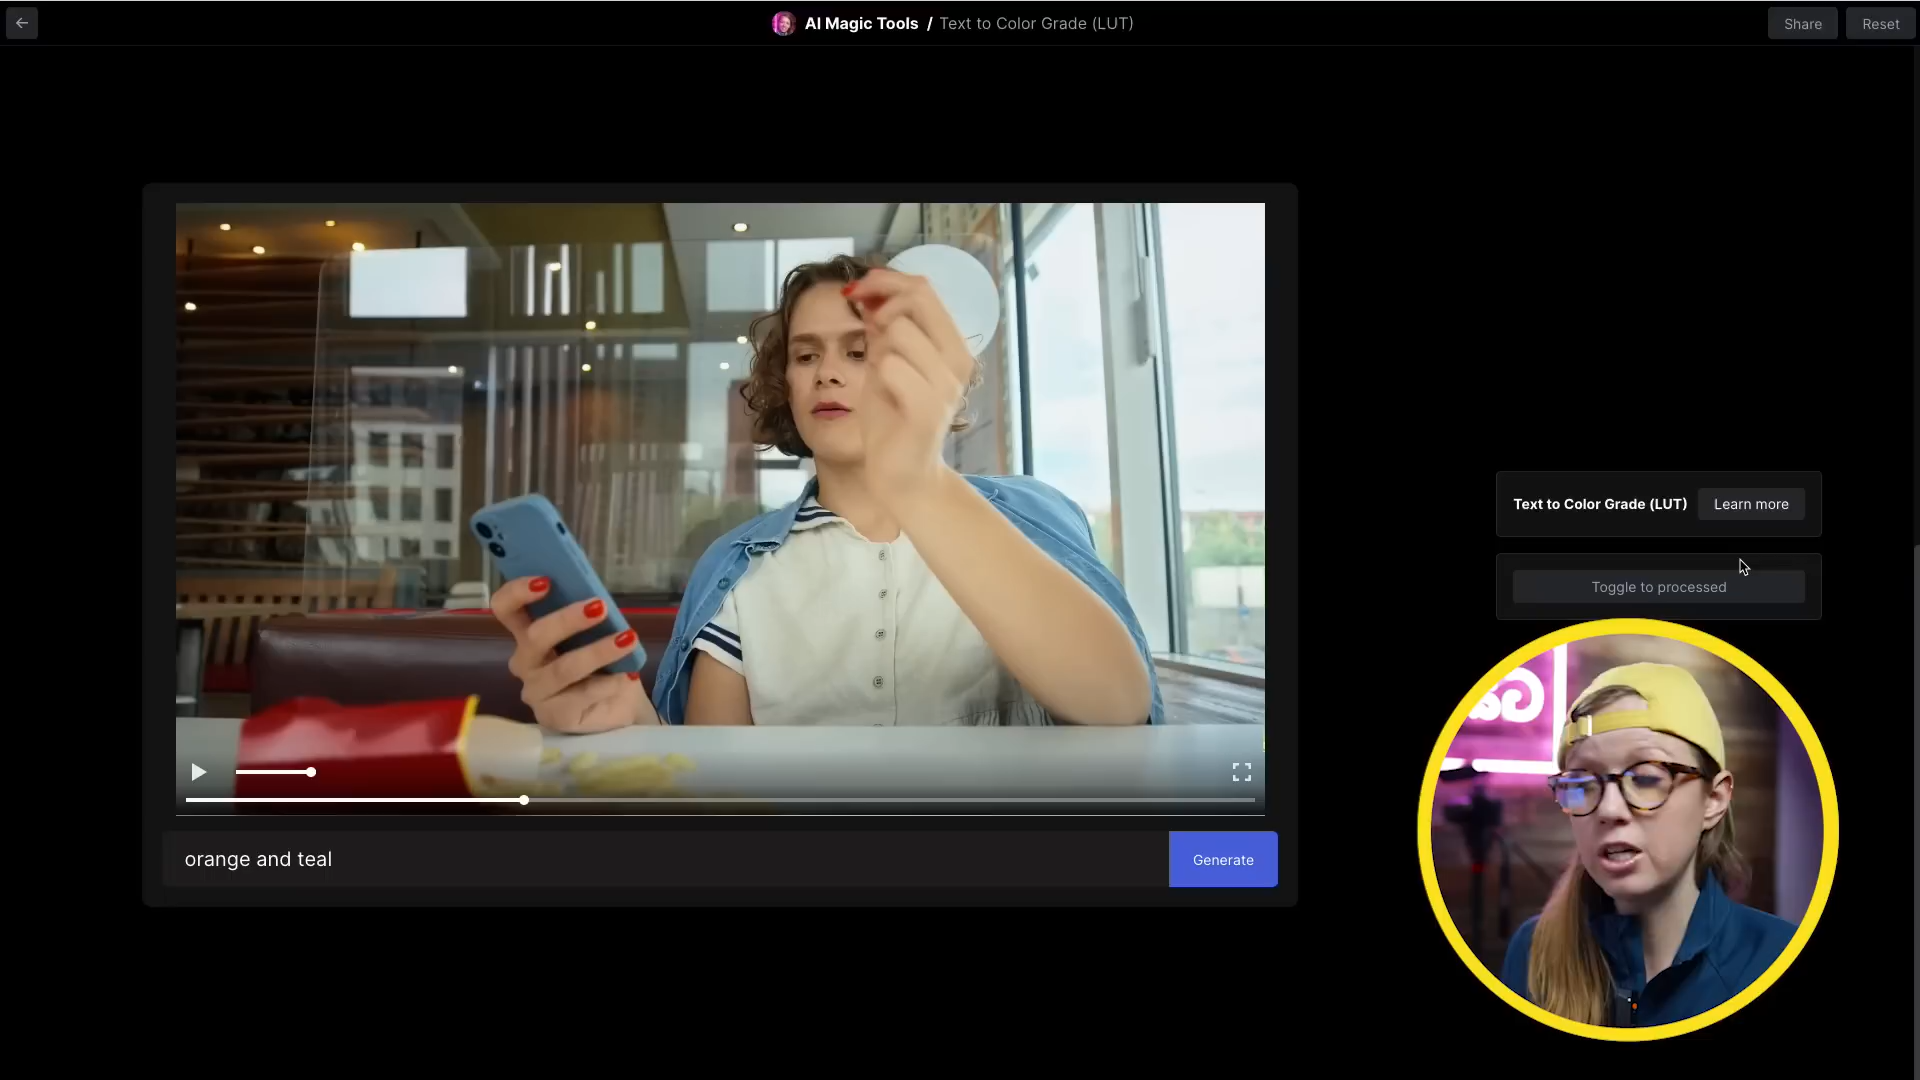 AI Magic Tools / Text to Color Grade (LUT)
Share
Reset
Text to Color Grade (LUT)
Learn more
Toggle to processed
orange and teal
Generate